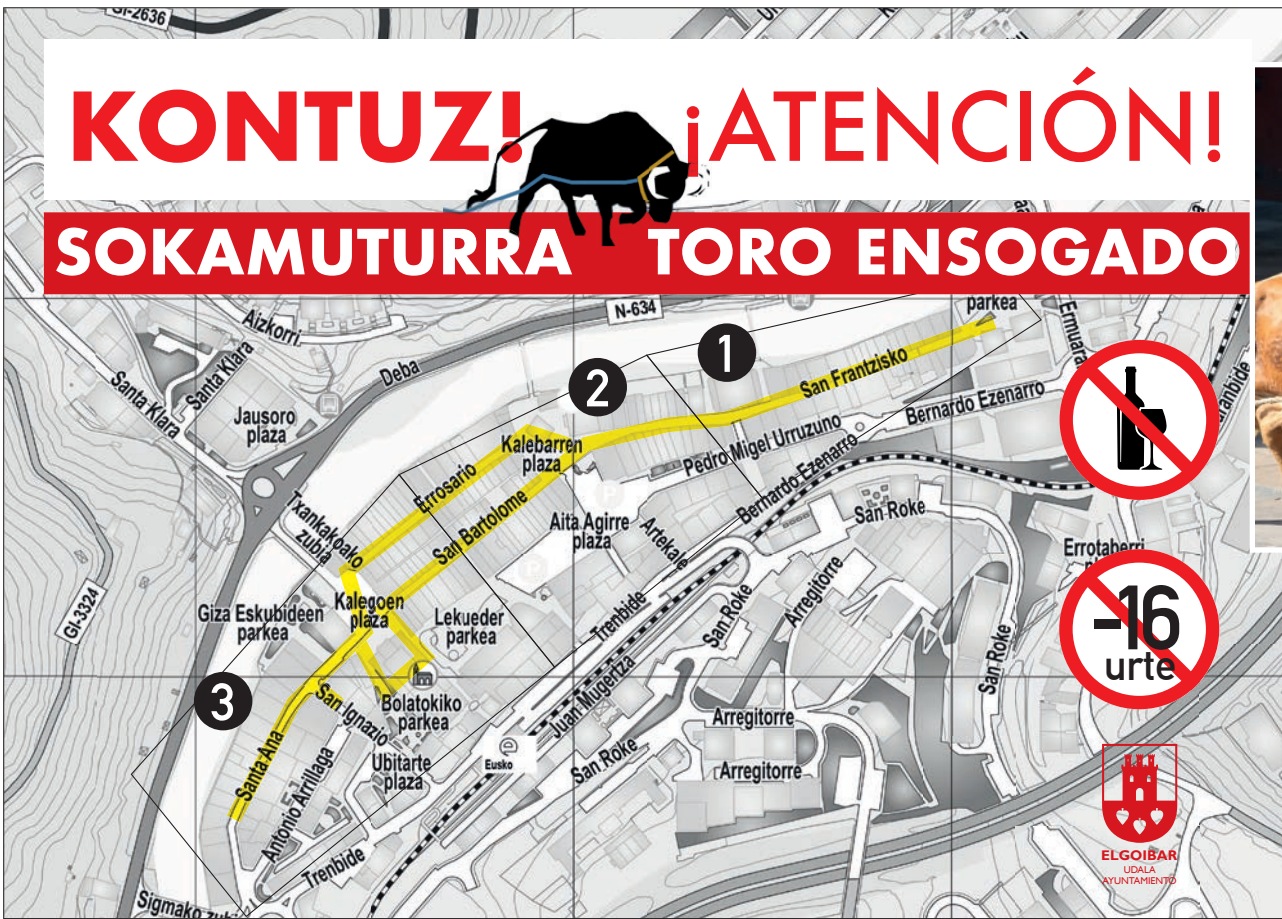 GI-2636
KONTUZ! ¡ATENCIÓN!
SOKAMUTURRA TORO ENSOGADO
N-634
parkea
Aizkorri
Santa Klara
Santa Klara
Deba
Jausoro
plaza
1
2
3
San Frantzisko
Bernardo Ezenarro
Pedro Migel Urruzuno
Bernardo Ezenarro
Kalebarren
plaza
Errosario
San Bartolome
Aita Agirre
plaza
Artekale
San Roke
Txankakoako
zubia
Errotaberri
GI-3324
Giza Eskubideen
parkea
Kalegoen
plaza
Lekueder
parkea
Trenbide
San Roke
Arregitorre
San Roke
-16
urte
San Ignazio
Bolatokiko
parkea
Juan Mugertza
Arregitorre
Santa Ana
Ubitarte
plaza
Eusko
San Roke
Arregitorre
Antonio Arrillaga
Trenbide
ELGOIBAR
UDALA
AYUNTAMIENTO